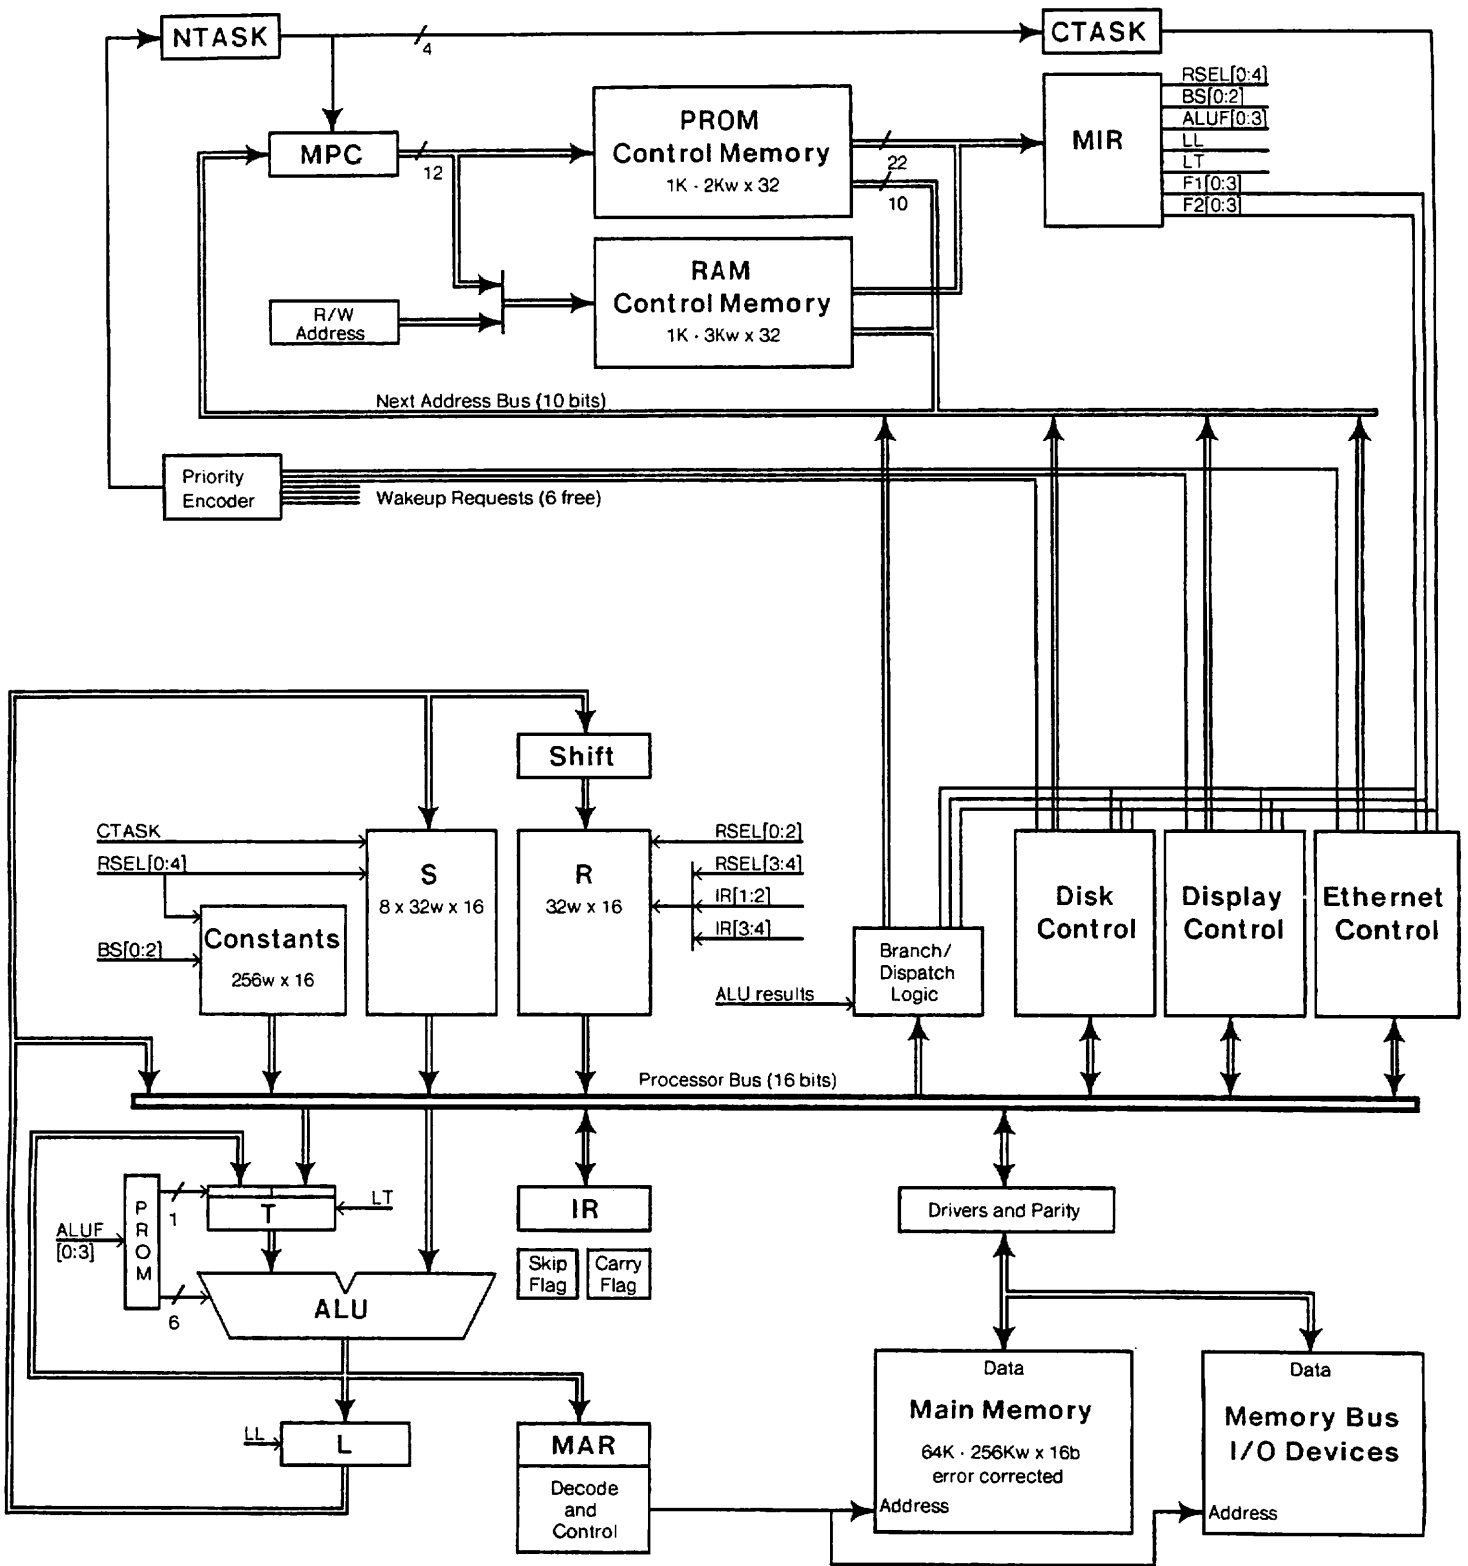 NTASK
4
CTASK
MPC
12
PROM
Control Memory
1K - 2Kw x 32
22
10
MIR
RSEL[0:4]
BS[0:2]
ALUF[0:3]
LL
LT
F1[0:3]
F2[0:3]
R/W
Address
RAM
Control Memory
1K - 3Kw x 32
Next Address Bus (10 bits)
Priority
Encoder
Wakeup Requests (6 free)
Shift
CTASK
RSEL[0:4]
BS[0:2]
Constants
256w x 16
S
8 x 32w x 16
R
32w x 16
RSEL[0:2]
RSEL[3:4]
IR[1:2]
IR[3:4]
ALU results
Branch/
Dispatch
Logic
Disk
Control
Display
Control
Ethernet
Control
Processor Bus (16 bits)
ALUF
[0:3]
PROM
1
6
T
LT
ALU
IR
Skip
Flag
Carry
Flag
Drivers and Parity
LL
L
MAR
Decode
and
Control
Data
Main Memory
64K - 256Kw x 16b
error corrected
Address
Data
Memory Bus
I/O Devices
Address